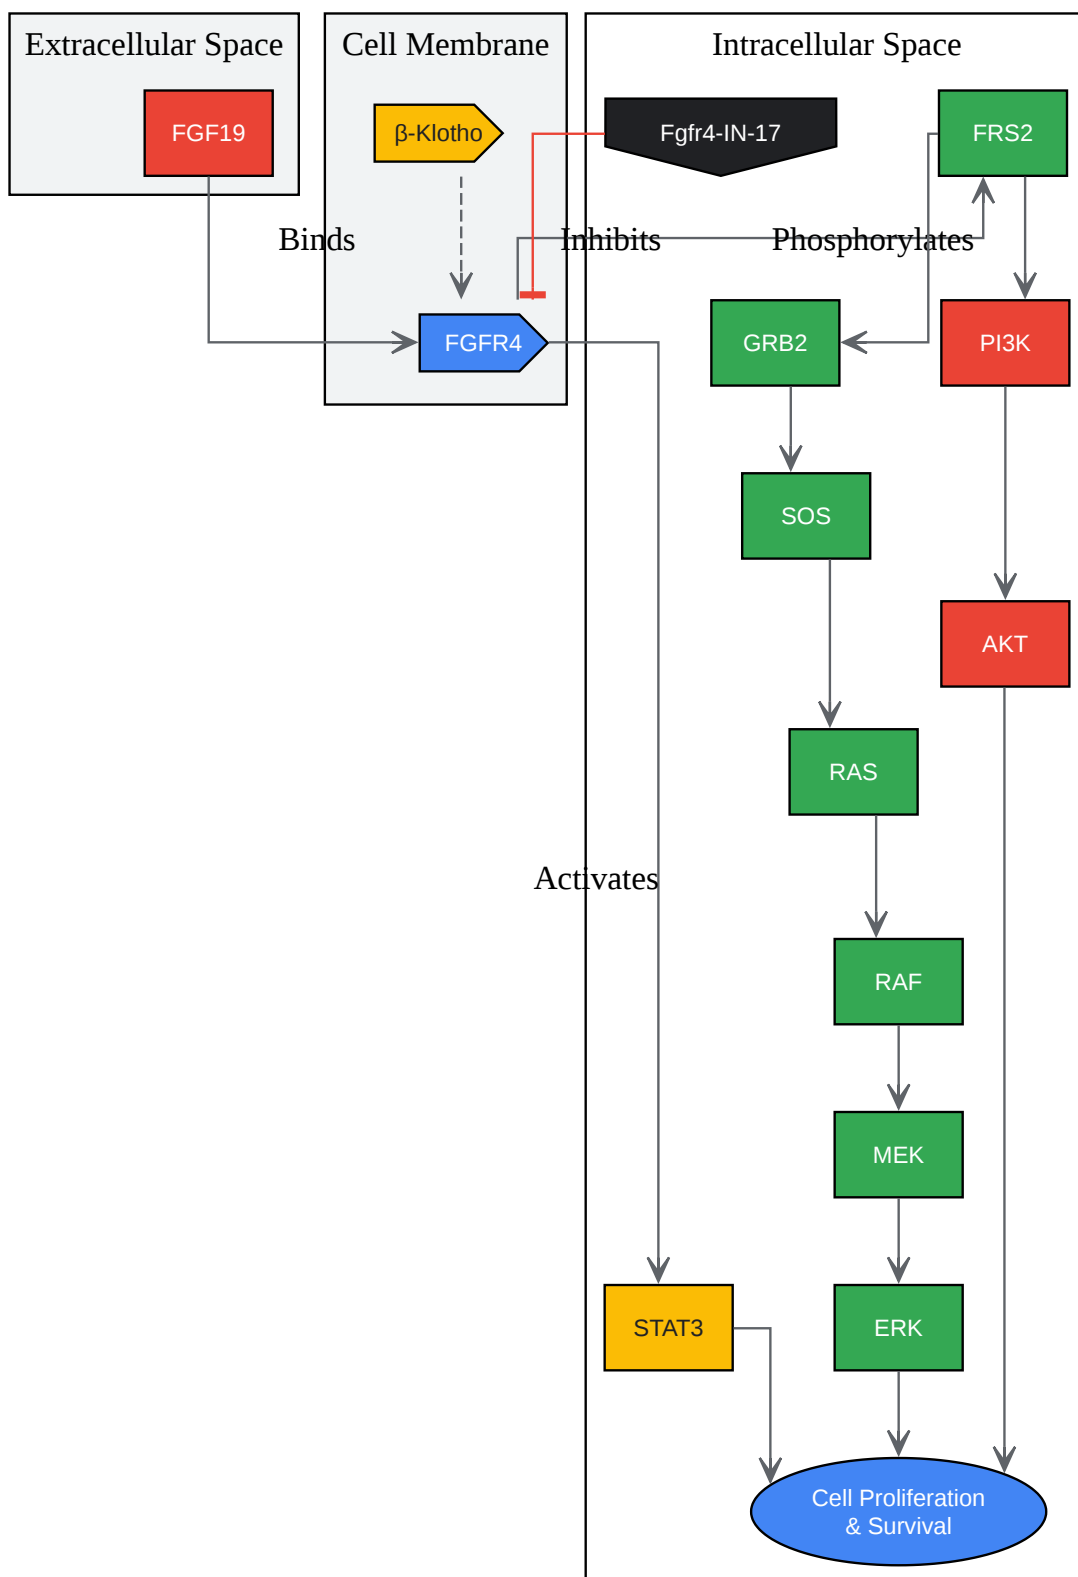 Extracellular Space
Cell Membrane
Intracellular Space
FGF19
β-Klotho
Fgfr4-IN-17
FRS2
Binds
Inhibits
Phosphorylates
FGFR4
GRB2
PI3K
SOS
AKT
RAS
Activates
RAF
MEK
STAT3
ERK
Cell Proliferation
& Survival